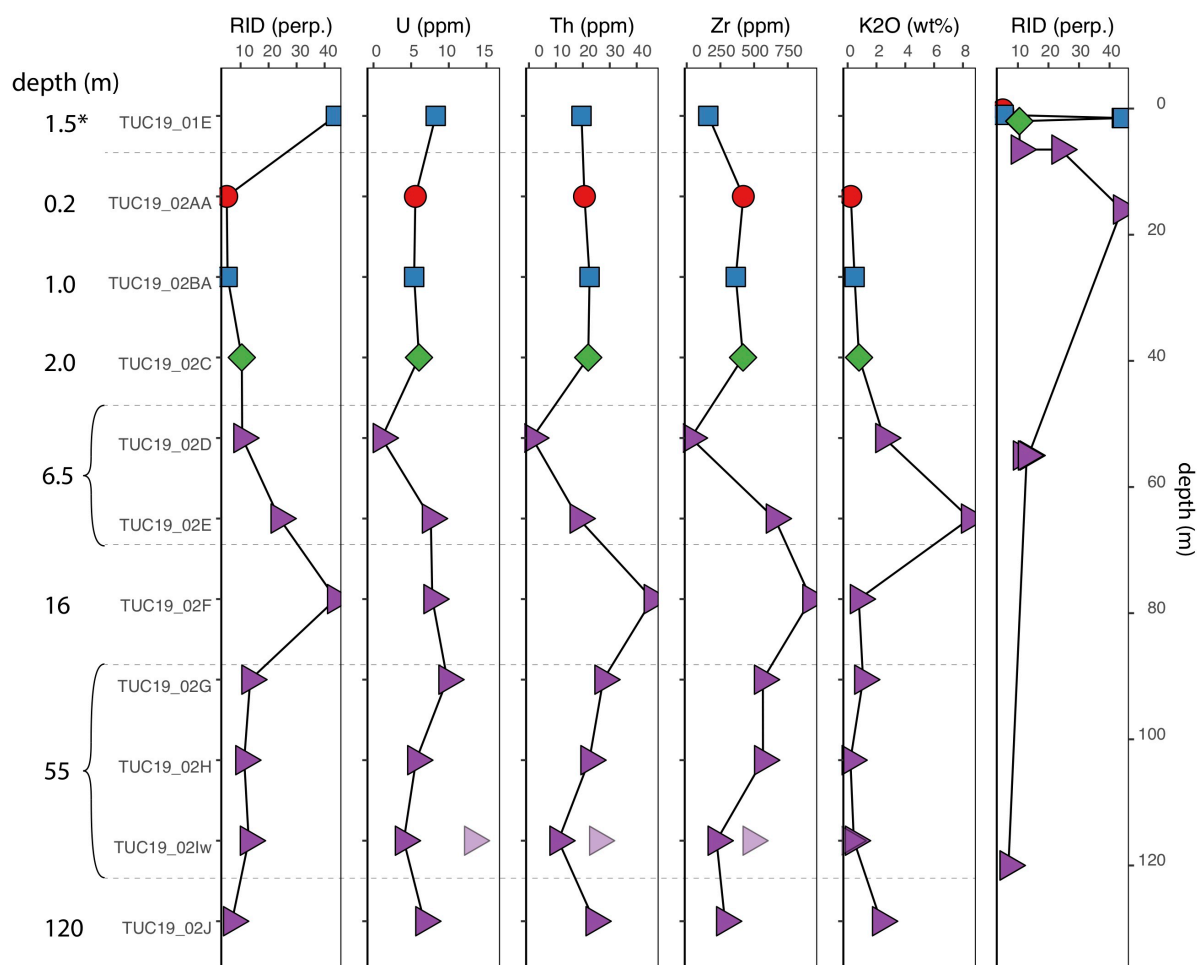 RID (perp.) U (ppm) Th (ppm) Zr (ppm) K2O (wt%) RID (perp.)
10 20 30 40 0 5 10 15 0 10 20 30 40 0 250 500 750 0 2 4 6 8 10 20 30 40
depth (m)
1.5* TUC19_01E
0.2 TUC19_02AA
1.0 TUC19_02BA
2.0 TUC19_02C
TUC19_02D
6.5
TUC19_02E
16 TUC19_02F
TUC19_02G
55 TUC19_02H
TUC19_02Iw
120 TUC19_02J
0
20
40
60
80
100
120
depth (m)